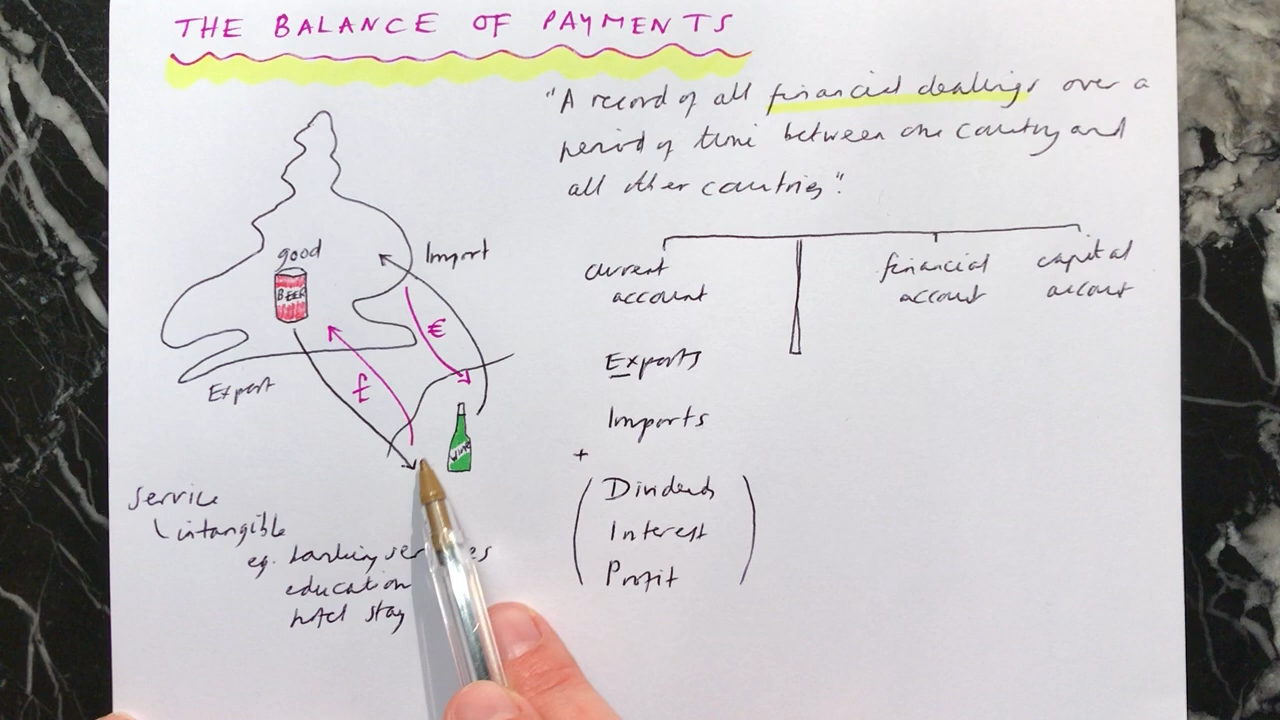 THE BALANCE OF PAYMENTS
"A record of all financial dealings over a
period of time between one country and
all other countries".
good
BEER
Import
€
£
Export
WINE
service
intangible
eg. banking
education
hotel stay
current
account
financial
account
capital
account
Exports
Imports
+
(Dividends
Interest
Profit)